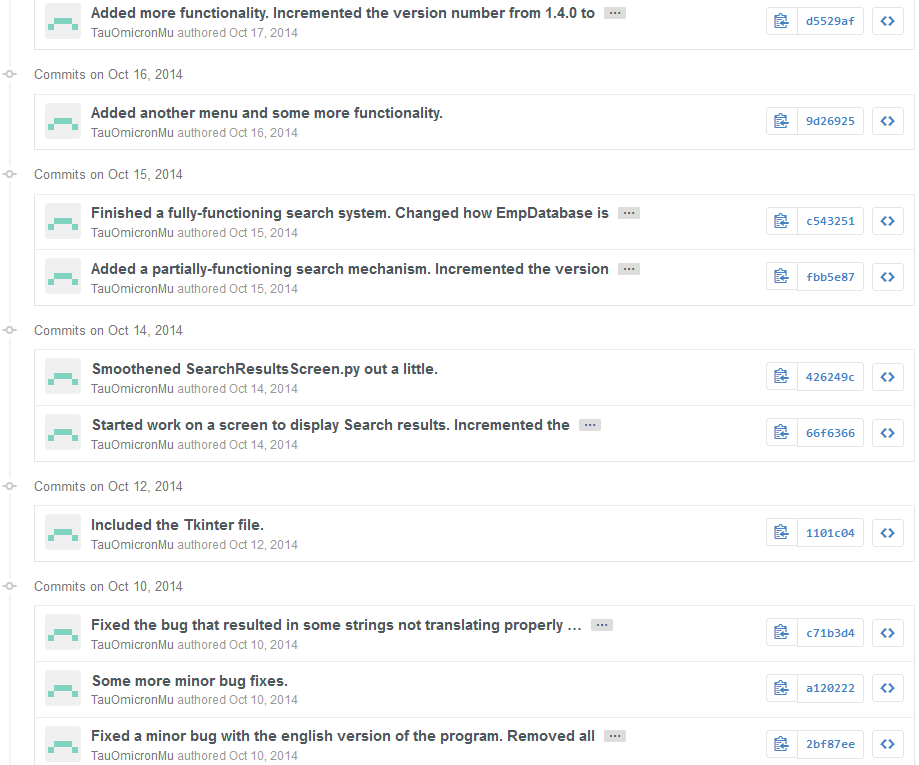 Added more functionality. Incremented the version number from 1.4.0 to …
TauOmicronMu authored Oct 17, 2014
d5529af
Commits on Oct 16, 2014
Added another menu and some more functionality.
TauOmicronMu authored Oct 16, 2014
9d26925
Commits on Oct 15, 2014
Finished a fully-functioning search system. Changed how EmpDatabase is …
TauOmicronMu authored Oct 15, 2014
c543251
Added a partially-functioning search mechanism. Incremented the version …
TauOmicronMu authored Oct 15, 2014
fbb5e87
Commits on Oct 14, 2014
Smoothened SearchResultsScreen.py out a little.
TauOmicronMu authored Oct 14, 2014
426249c
Started work on a screen to display Search results. Incremented the …
TauOmicronMu authored Oct 14, 2014
66f6366
Commits on Oct 12, 2014
Included the Tkinter file.
TauOmicronMu authored Oct 12, 2014
1101c04
Commits on Oct 10, 2014
Fixed the bug that resulted in some strings not translating properly … …
TauOmicronMu authored Oct 10, 2014
c71b3d4
Some more minor bug fixes.
TauOmicronMu authored Oct 10, 2014
a120222
Fixed a minor bug with the english version of the program. Removed all …
TauOmicronMu authored Oct 10, 2014
2bf87ee